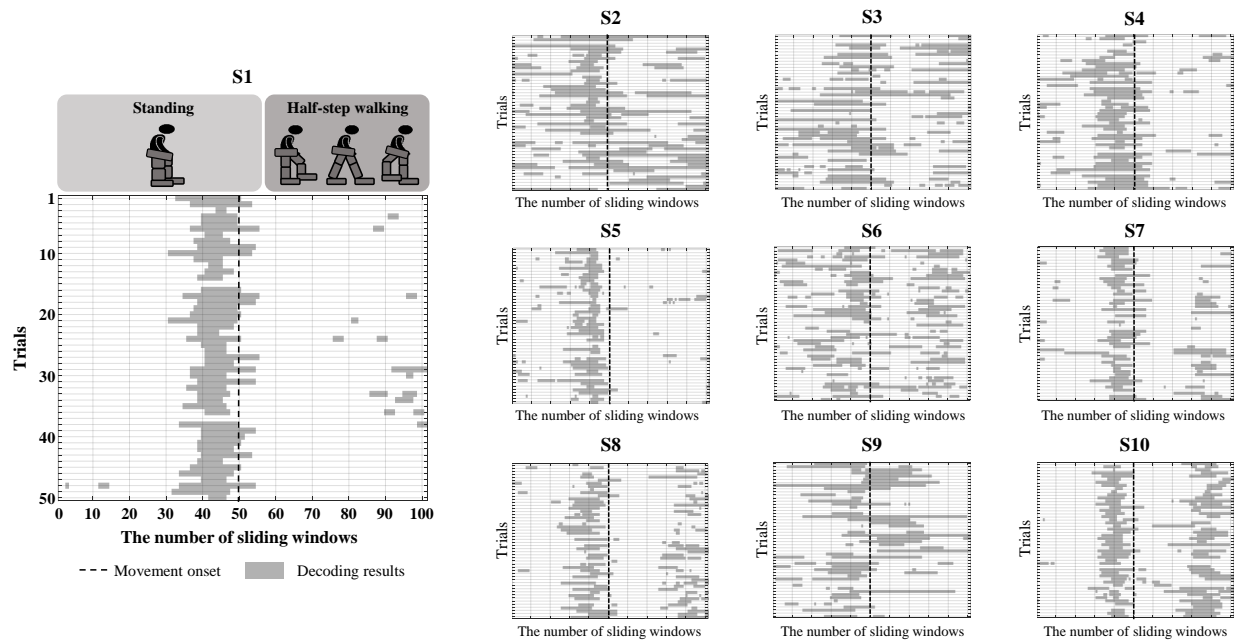 S1
Standing
Half-step walking
Trials
1
10
20
30
40
50
0 10 20 30 40 50 60 70 80 90 100
The number of sliding windows
Movement onset
Decoding results
S2
Trials
The number of sliding windows
S3
Trials
The number of sliding windows
S4
Trials
The number of sliding windows
S5
Trials
The number of sliding windows
S6
Trials
The number of sliding windows
S7
Trials
The number of sliding windows
S8
Trials
The number of sliding windows
S9
Trials
The number of sliding windows
S10
Trials
The number of sliding windows